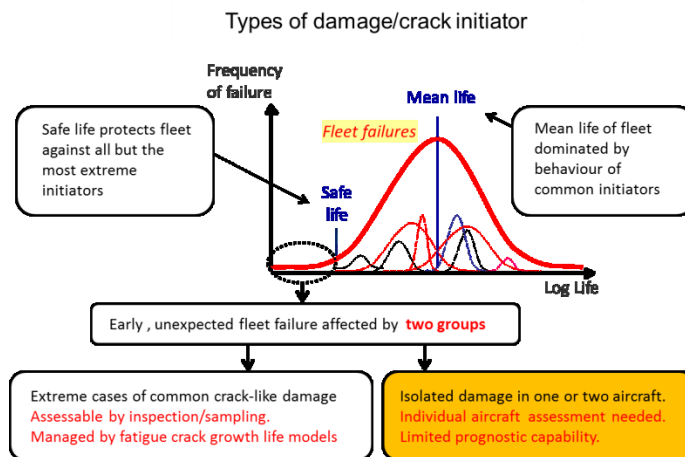 Types of damage/crack initiator
Frequency
of failure
Mean life
Safe life protects fleet
against all but the
most extreme
initiators
Fleet failures
Mean life of fleet
dominated by
behaviour of
common initiators
Safe
life
Log Life
Early , unexpected fleet failure affected by two groups
Extreme cases of common crack-like damage
Assessable by inspection/sampling.
Managed by fatigue crack growth life models
Isolated damage in one or two aircraft.
Individual aircraft assessment needed.
Limited prognostic capability.